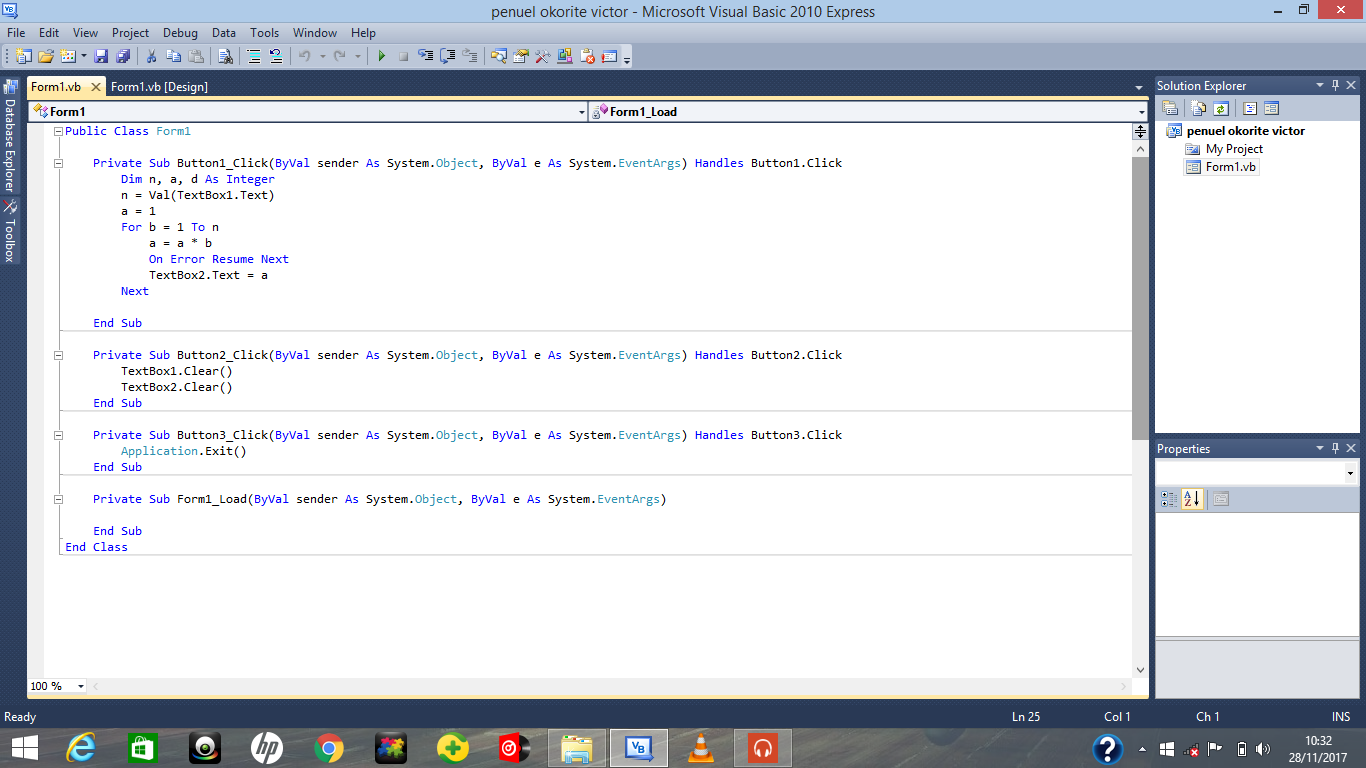 penuel okorite victor - Microsoft Visual Basic 2010 Express
File Edit View Project Debug Data Tools Window Help
Form1.vb Form1.vb [Design]
Form1 Form1_Load
Database Explorer
Toolbox
Public Class Form1
Private Sub Button1_Click(ByVal sender As System.Object, ByVal e As System.EventArgs) Handles Button1.Click
Dim n, a, d As Integer
n = Val(TextBox1.Text)
a = 1
For b = 1 To n
a = a * b
On Error Resume Next
TextBox2.Text = a
Next
End Sub
Private Sub Button2_Click(ByVal sender As System.Object, ByVal e As System.EventArgs) Handles Button2.Click
TextBox1.Clear()
TextBox2.Clear()
End Sub
Private Sub Button3_Click(ByVal sender As System.Object, ByVal e As System.EventArgs) Handles Button3.Click
Application.Exit()
End Sub
Private Sub Form1_Load(ByVal sender As System.Object, ByVal e As System.EventArgs)
End Sub
End Class
100 %
Solution Explorer
penuel okorite victor
My Project
Form1.vb
Properties
Ready Ln 25 Col 1 Ch 1 INS
10:32
28/11/2017